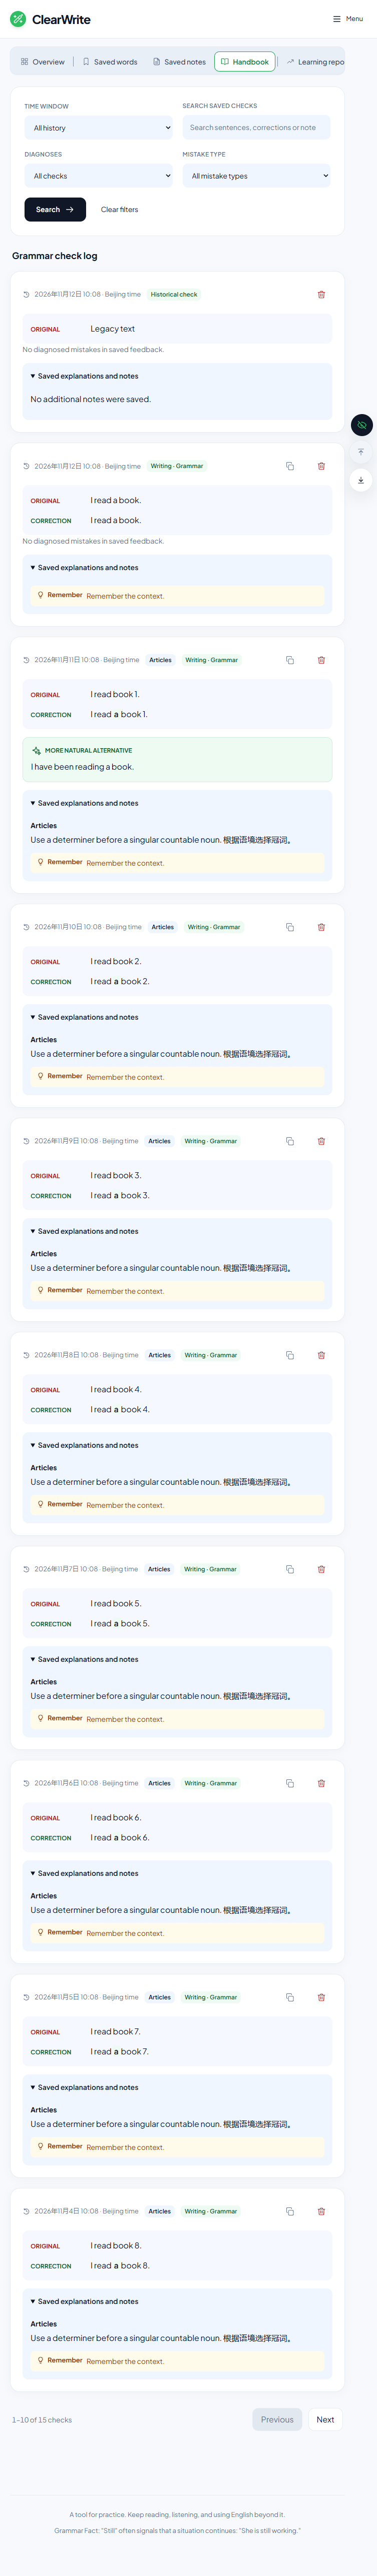 ClearWrite
Menu
Overview
Saved words
Saved notes
Handbook
Learning repo
TIME WINDOW
All history
SEARCH SAVED CHECKS
Search sentences, corrections or note
DIAGNOSES
All checks
MISTAKE TYPE
All mistake types
Search
Clear filters
Grammar check log
2026年11月12日 10:08 · Beijing time Historical check
ORIGINAL Legacy text
No diagnosed mistakes in saved feedback.
Saved explanations and notes
No additional notes were saved.
2026年11月12日 10:08 · Beijing time Writing · Grammar
ORIGINAL I read a book.
CORRECTION I read a book.
No diagnosed mistakes in saved feedback.
Saved explanations and notes
Remember Remember the context.
2026年11月11日 10:08 · Beijing time Articles Writing · Grammar
ORIGINAL I read book 1.
CORRECTION I read a book 1.
MORE NATURAL ALTERNATIVE
I have been reading a book.
Saved explanations and notes
Articles
Use a determiner before a singular countable noun. 根据语境选择冠词。
Remember Remember the context.
2026年11月10日 10:08 · Beijing time Articles Writing · Grammar
ORIGINAL I read book 2.
CORRECTION I read a book 2.
Saved explanations and notes
Articles
Use a determiner before a singular countable noun. 根据语境选择冠词。
Remember Remember the context.
2026年11月9日 10:08 · Beijing time Articles Writing · Grammar
ORIGINAL I read book 3.
CORRECTION I read a book 3.
Saved explanations and notes
Articles
Use a determiner before a singular countable noun. 根据语境选择冠词。
Remember Remember the context.
2026年11月8日 10:08 · Beijing time Articles Writing · Grammar
ORIGINAL I read book 4.
CORRECTION I read a book 4.
Saved explanations and notes
Articles
Use a determiner before a singular countable noun. 根据语境选择冠词。
Remember Remember the context.
2026年11月7日 10:08 · Beijing time Articles Writing · Grammar
ORIGINAL I read book 5.
CORRECTION I read a book 5.
Saved explanations and notes
Articles
Use a determiner before a singular countable noun. 根据语境选择冠词。
Remember Remember the context.
2026年11月6日 10:08 · Beijing time Articles Writing · Grammar
ORIGINAL I read book 6.
CORRECTION I read a book 6.
Saved explanations and notes
Articles
Use a determiner before a singular countable noun. 根据语境选择冠词。
Remember Remember the context.
2026年11月5日 10:08 · Beijing time Articles Writing · Grammar
ORIGINAL I read book 7.
CORRECTION I read a book 7.
Saved explanations and notes
Articles
Use a determiner before a singular countable noun. 根据语境选择冠词。
Remember Remember the context.
2026年11月4日 10:08 · Beijing time Articles Writing · Grammar
ORIGINAL I read book 8.
CORRECTION I read a book 8.
Saved explanations and notes
Articles
Use a determiner before a singular countable noun. 根据语境选择冠词。
Remember Remember the context.
1–10 of 15 checks
Previous
Next
A tool for practice. Keep reading, listening, and using English beyond it.
Grammar Fact: "Still" often signals that a situation continues: "She is still working."